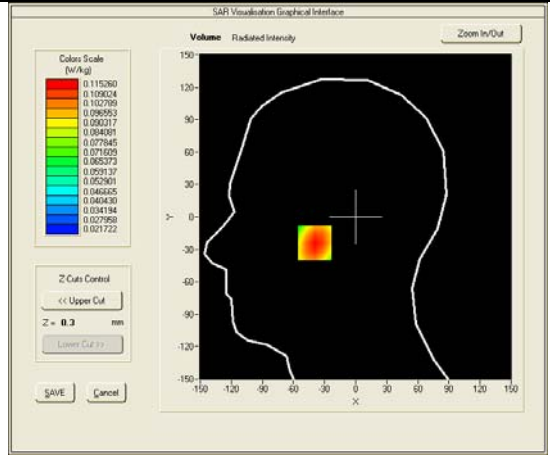 SAR Visualisation Graphical Interface
Volume Radiated Intensity
Zoom In/Out
Colors Scale
(W/kg)
0.115260
0.109024
0.102789
0.096553
0.090317
0.084081
0.077845
0.071609
0.065373
0.059137
0.052901
0.046665
0.040430
0.034194
0.027958
0.021722
Z Cuts Control
<< Upper Cut
Z = 0.3 mm
Lower Cut >>
SAVE Cancel
150
120
90
60
30
0
-30
-60
-90
-120
-150
Y
-150 -120 -90 -60 -30 0 30 60 90 120 150
X